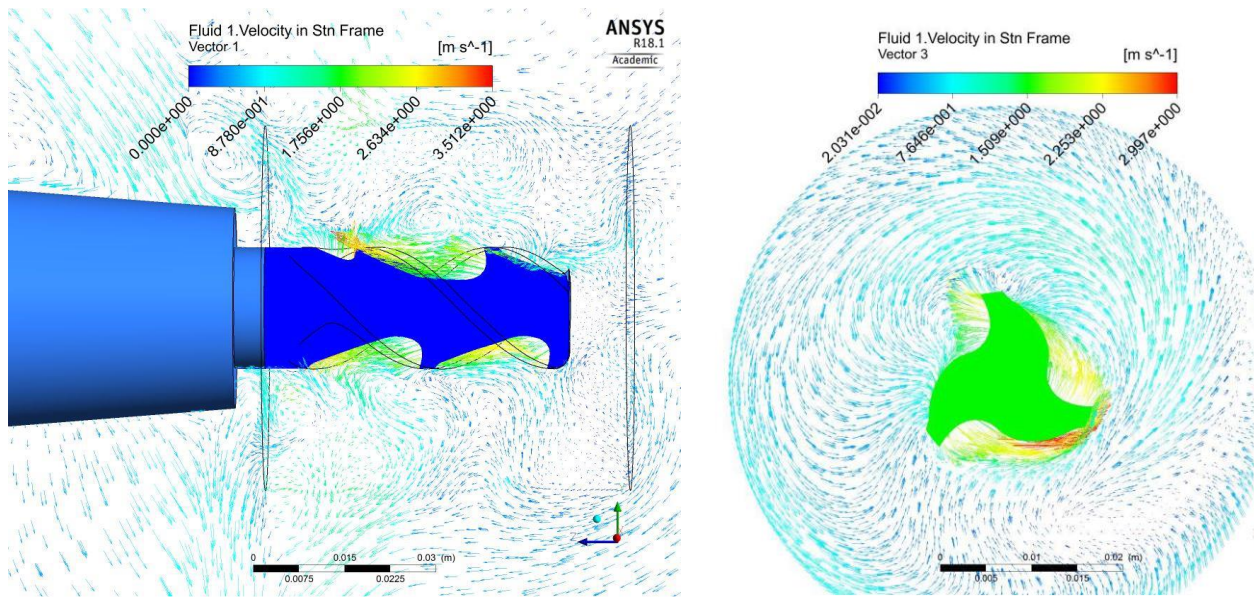 Fluid 1.Velocity in Stn Frame
Vector 1
[m s^-1]
0.000e+000
8.780e-001
1.756e+000
2.634e+000
3.512e+000
ANSYS
R18.1
Academic
0
0.015
0.03 (m)
0.0075
0.0225
Fluid 1.Velocity in Stn Frame
Vector 3
[m s^-1]
2.031e-002
7.646e-001
1.509e+000
2.253e+000
2.997e+000
0
0.01
0.02 (m)
0.005
0.015